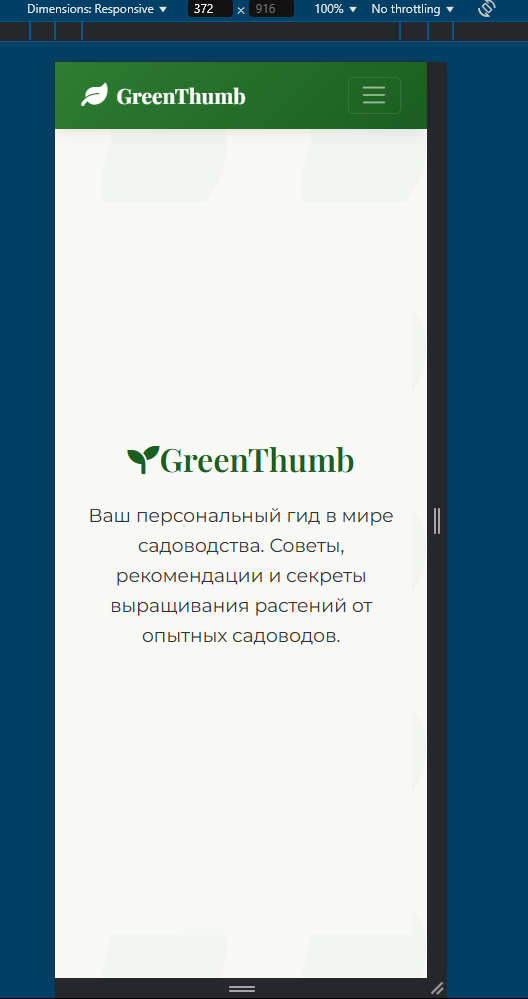 Dimensions: Responsive 372 × 916 100% No throttling
GreenThumb
GreenThumb
Ваш персональный гид в мире
садоводства. Советы,
рекомендации и секреты
выращивания растений от
опытных садоводов.